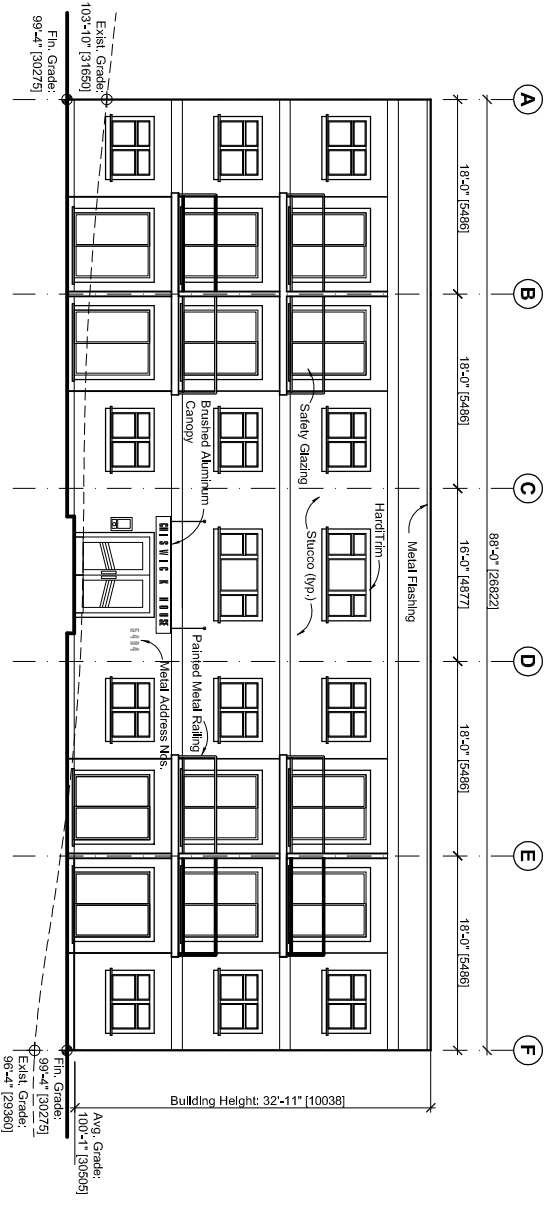 A
B
C
D
E
F
88'-0" [26822]
18'-0" [5486]
18'-0" [5486]
16'-0" [4877]
18'-0" [5486]
18'-0" [5486]
Metal Flashing
HardiTrim
Stucco (typ.)
Safety Glazing
Brushed Aluminum
Canopy
Painted Metal Railing
CHISWICK HOUSE
5494
Metal Address Nos.
Exist. Grade:
103'-10" [31650]
Fin. Grade:
99'-4" [30275]
Building Height: 32'-11" [10038]
Avg. Grade:
100'-1" [30505]
Fin. Grade:
99'-4" [30275]
Exist. Grade:
96'-4" [29360]